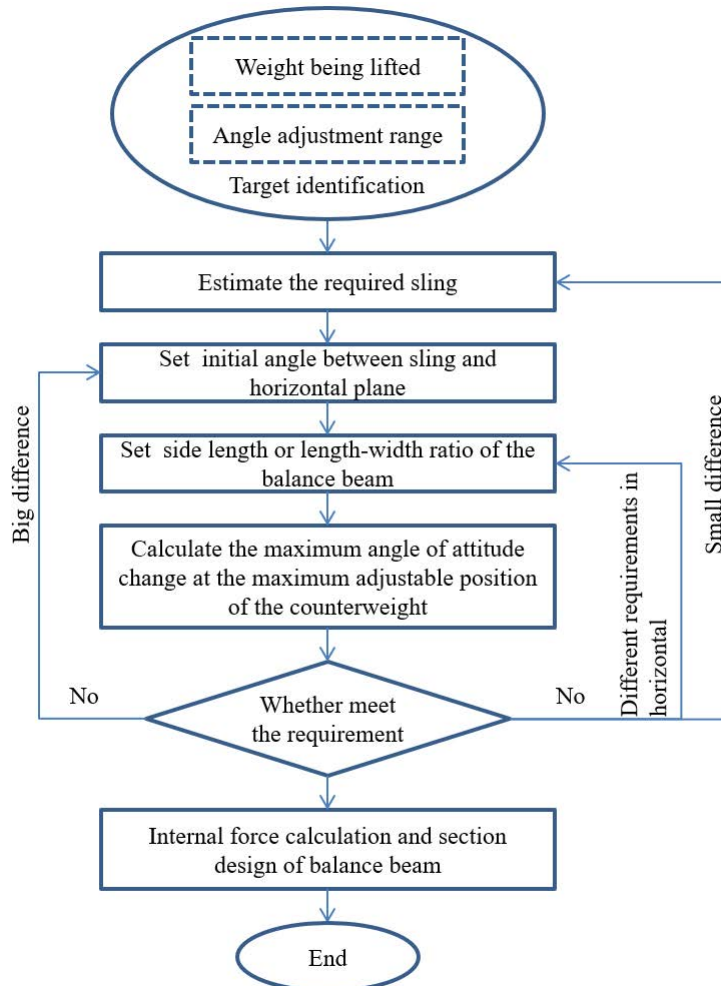 Weight being lifted
Angle adjustment range
Target identification
Estimate the required sling
Set initial angle between sling and
horizontal plane
Set side length or length-width ratio of the
balance beam
Calculate the maximum angle of attitude
change at the maximum adjustable position
of the counterweight
Big difference
Different requirements in
horizontal
Small difference
No
Whether meet
the requirement
No
Internal force calculation and section
design of balance beam
End